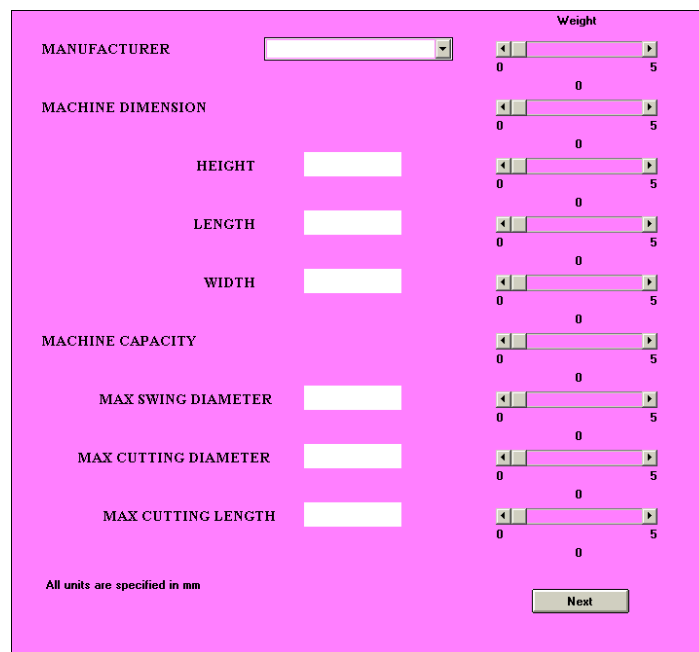 Weight
MANUFACTURER
0 5
0
MACHINE DIMENSION
0 5
0
HEIGHT
0 5
0
LENGTH
0 5
0
WIDTH
0 5
0
MACHINE CAPACITY
0 5
0
MAX SWING DIAMETER
0 5
0
MAX CUTTING DIAMETER
0 5
0
MAX CUTTING LENGTH
0 5
0
All units are specified in mm
Next